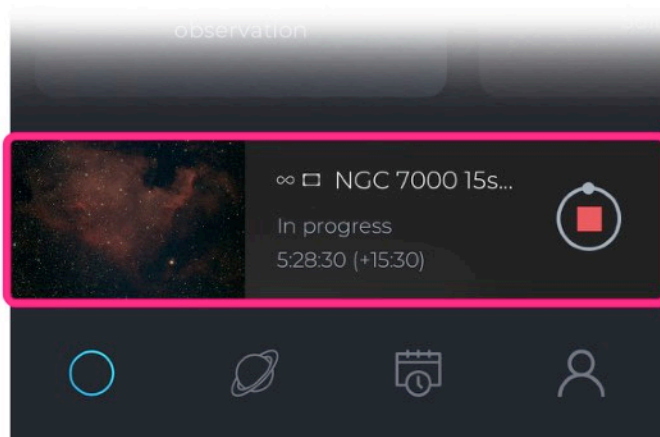 observation
∞ NGC 7000 15s...
In progress
5:28:30 (+15:30)